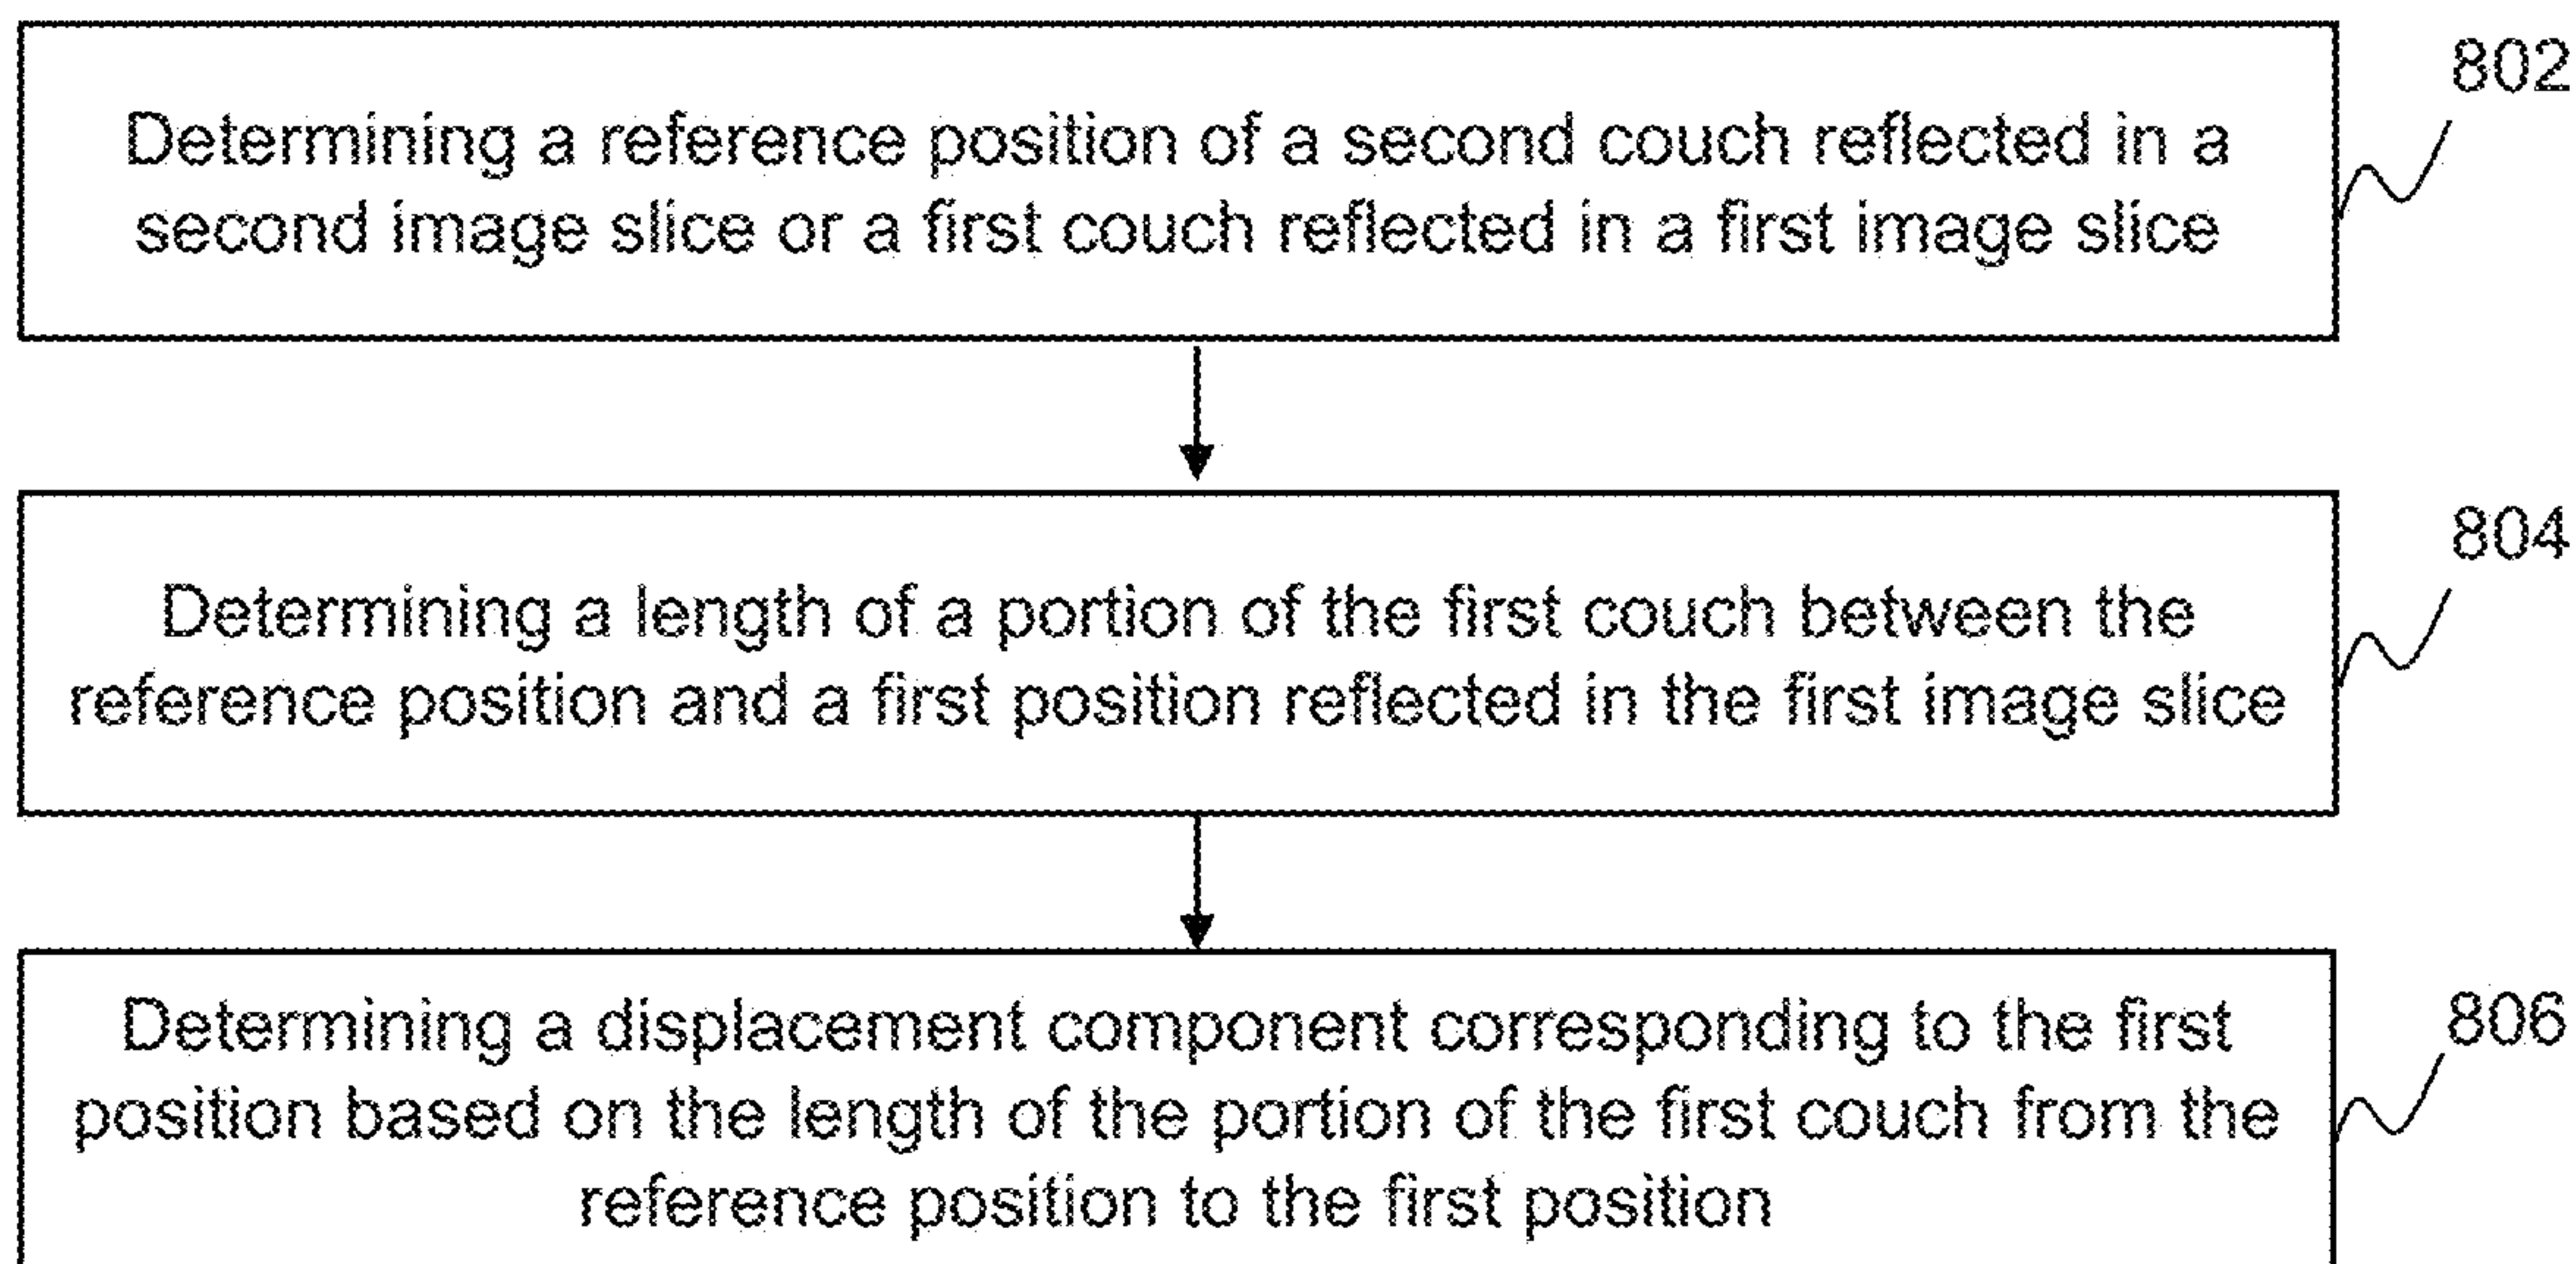 802
Determining a reference position of a second couch reflected in a
second image slice or a first couch reflected in a first image slice
804
Determining a length of a portion of the first couch between the
reference position and a first position reflected in the first image slice
806
Determining a displacement component corresponding to the first
position based on the length of the portion of the first couch from the
reference position to the first position